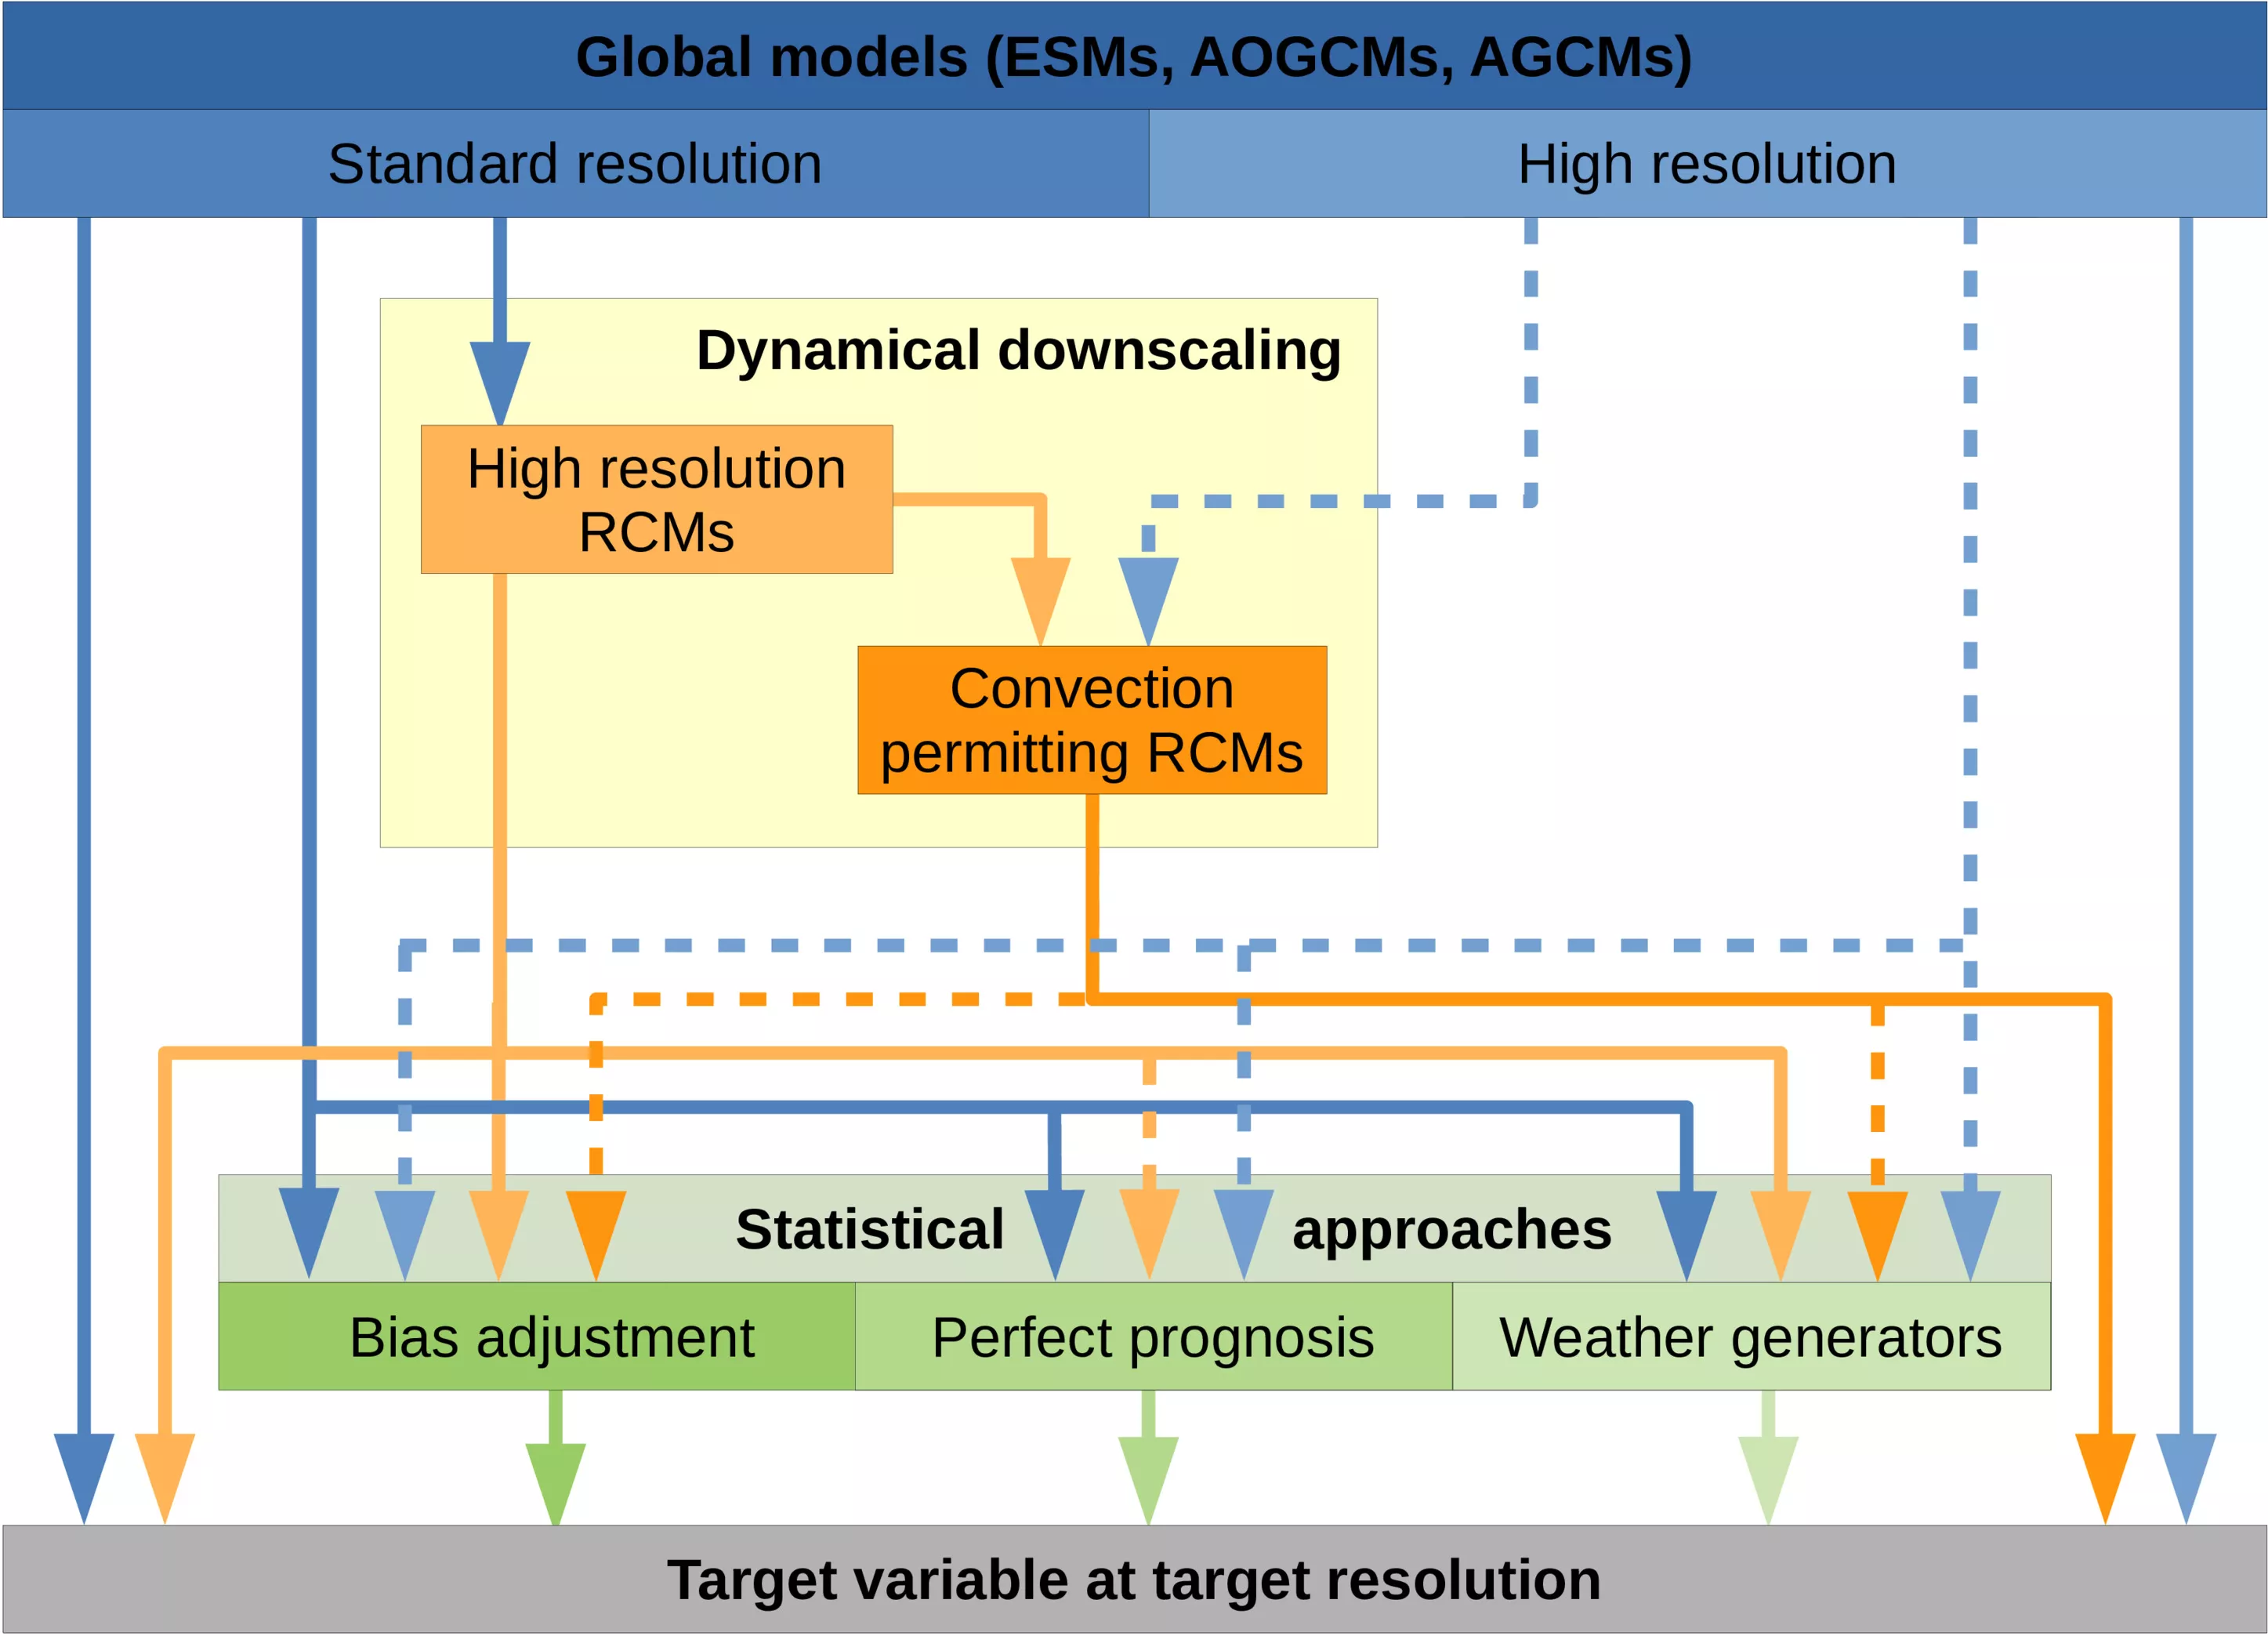 Global models (ESMs, AOGCMs, AGCMs)
Standard resolution
High resolution
Dynamical downscaling
High resolution
RCMs
Convection
permitting RCMs
Statistical approaches
Bias adjustment
Perfect prognosis
Weather generators
Target variable at target resolution